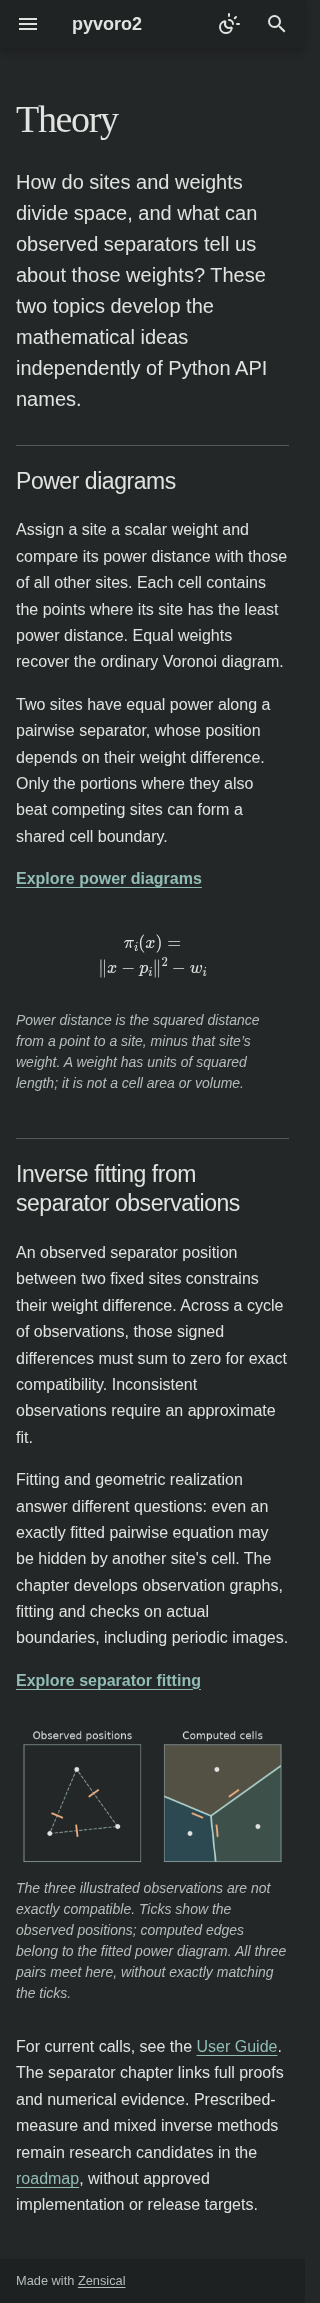 pyvoro2
Theory
How do sites and weights
divide space, and what can
observed separators tell us
about those weights? These
two topics develop the
mathematical ideas
independently of Python API
names.
Power diagrams
Assign a site a scalar weight and
compare its power distance with those
of all other sites. Each cell contains
the points where its site has the least
power distance. Equal weights
recover the ordinary Voronoi diagram.
Two sites have equal power along a
pairwise separator, whose position
depends on their weight difference.
Only the portions where they also
beat competing sites can form a
shared cell boundary.
Explore power diagrams
πᵢ(x) =
‖x − pᵢ‖² − wᵢ
Power distance is the squared distance
from a point to a site, minus that site's
weight. A weight has units of squared
length; it is not a cell area or volume.
Inverse fitting from
separator observations
An observed separator position
between two fixed sites constrains
their weight difference. Across a cycle
of observations, those signed
differences must sum to zero for exact
compatibility. Inconsistent
observations require an approximate
fit.
Fitting and geometric realization
answer different questions: even an
exactly fitted pairwise equation may
be hidden by another site's cell. The
chapter develops observation graphs,
fitting and checks on actual
boundaries, including periodic images.
Explore separator fitting
Observed positions Computed cells
The three illustrated observations are not
exactly compatible. Ticks show the
observed positions; computed edges
belong to the fitted power diagram. All three
pairs meet here, without exactly matching
the ticks.
For current calls, see the User Guide.
The separator chapter links full proofs
and numerical evidence. Prescribed-
measure and mixed inverse methods
remain research candidates in the
roadmap, without approved
implementation or release targets.
Made with Zensical